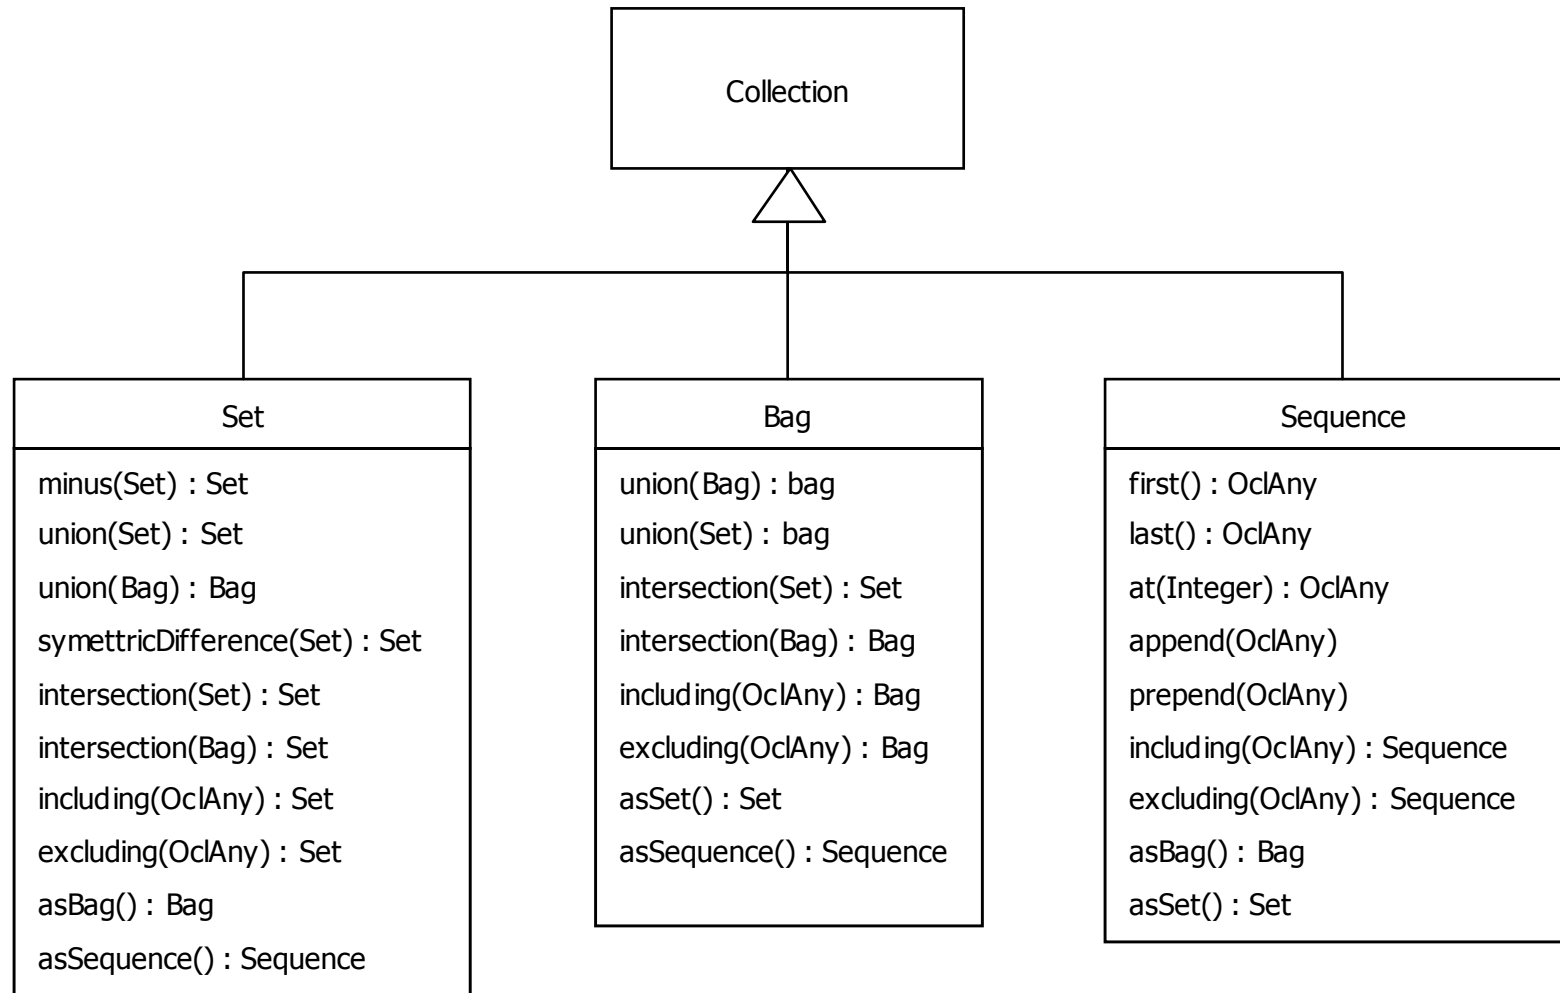 Collection
Set
minus(Set) : Set
union(Set) : Set
union(Bag) : Bag
symettricDifference(Set) : Set
intersection(Set) : Set
intersection(Bag) : Set
including(OclAny) : Set
excluding(OclAny) : Set
asBag() : Bag
asSequence() : Sequence
Bag
union(Bag) : bag
union(Set) : bag
intersection(Set) : Set
intersection(Bag) : Bag
including(OclAny) : Bag
excluding(OclAny) : Bag
asSet() : Set
asSequence() : Sequence
Sequence
first() : OclAny
last() : OclAny
at(Integer) : OclAny
append(OclAny)
prepend(OclAny)
including(OclAny) : Sequence
excluding(OclAny) : Sequence
asBag() : Bag
asSet() : Set